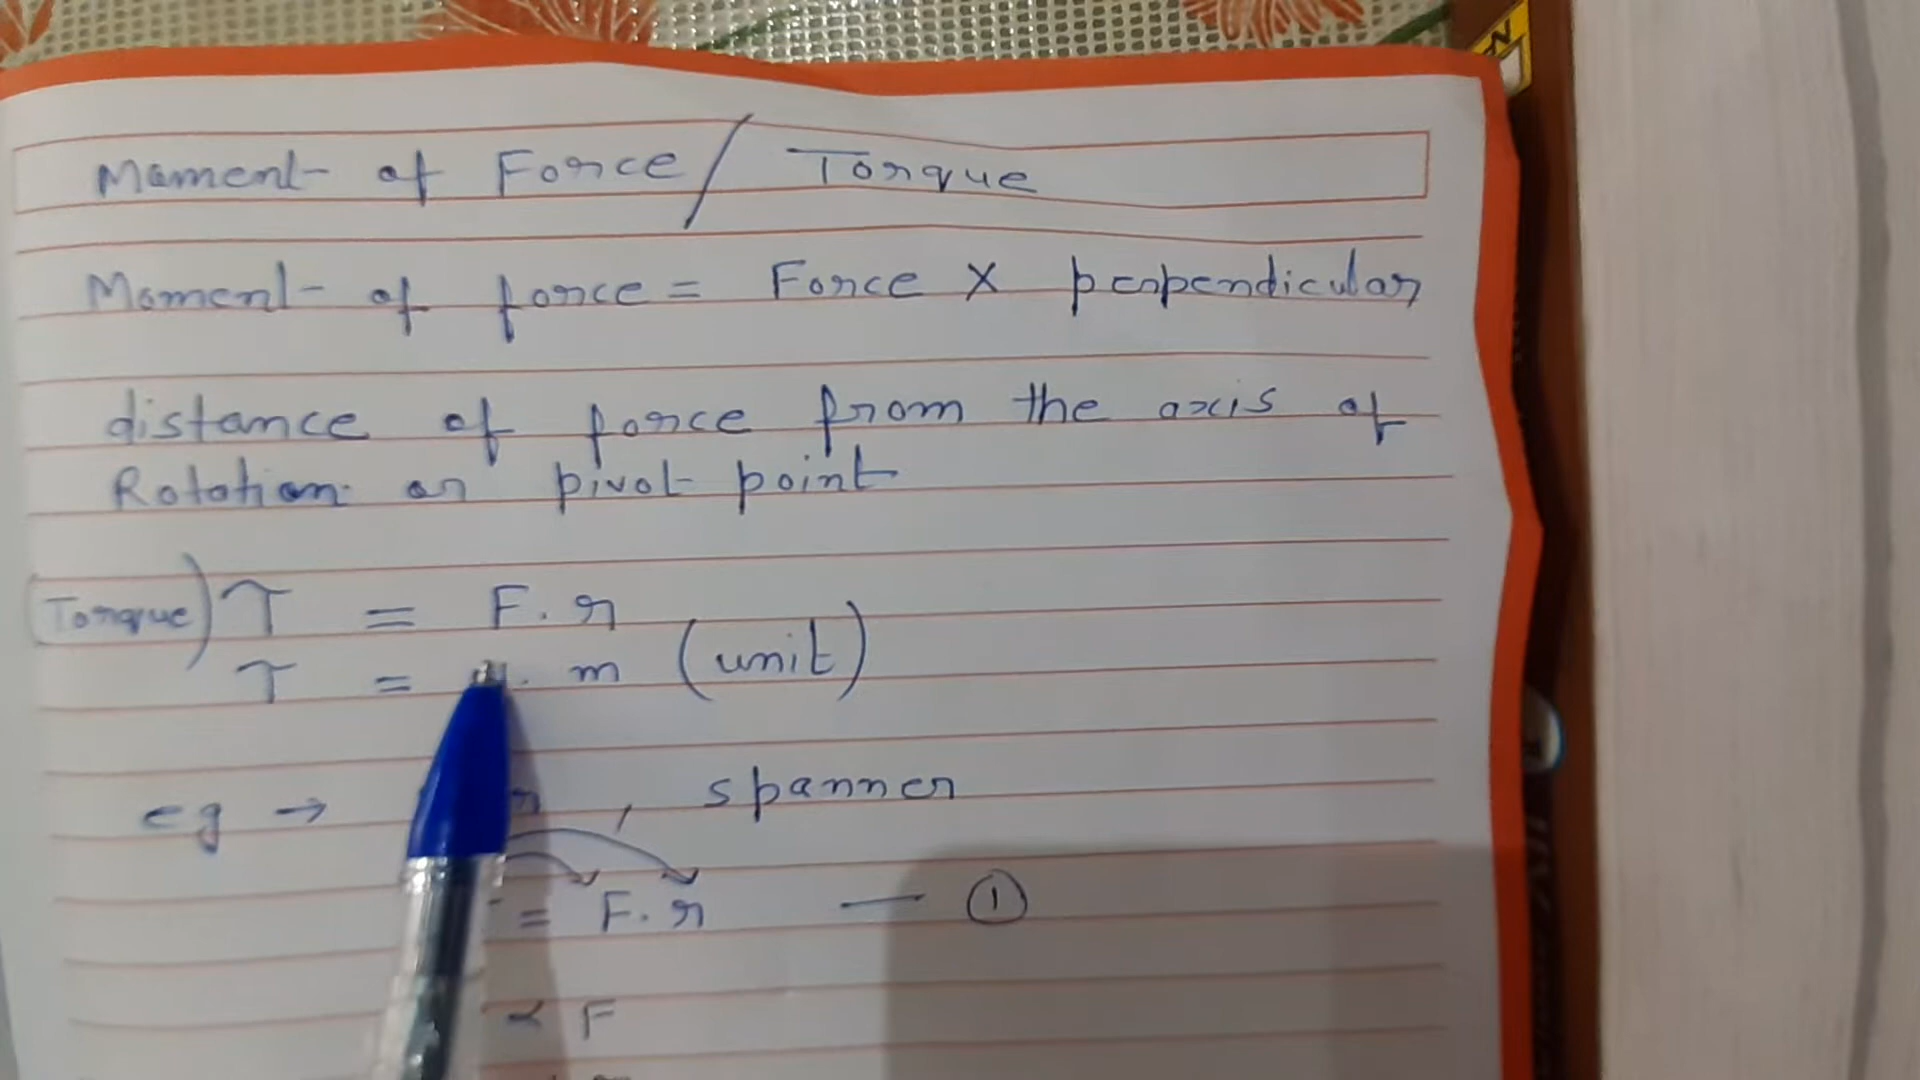 Mament of Force / Torque
Moment of force = Force X perpendicular
distance of force from the axis of
Rotation or pivot point
(Torque) τ = F. r
τ = . m (unit)
eg → , spanner
= F. r — ①
∝ F